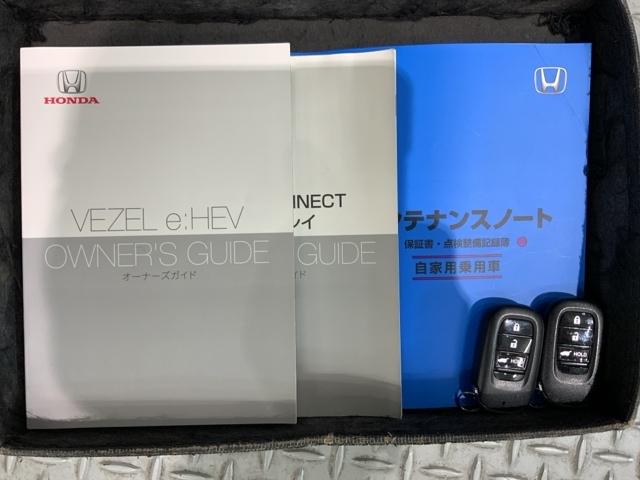 HONDA
VEZEL e:HEV
OWNER'S GUIDE
オーナーズガイド
NNECT
レイ
GUIDE
イド
テナンスノート
保証書・点検整備記録簿
自家用乗用車
HOLD
HOLD